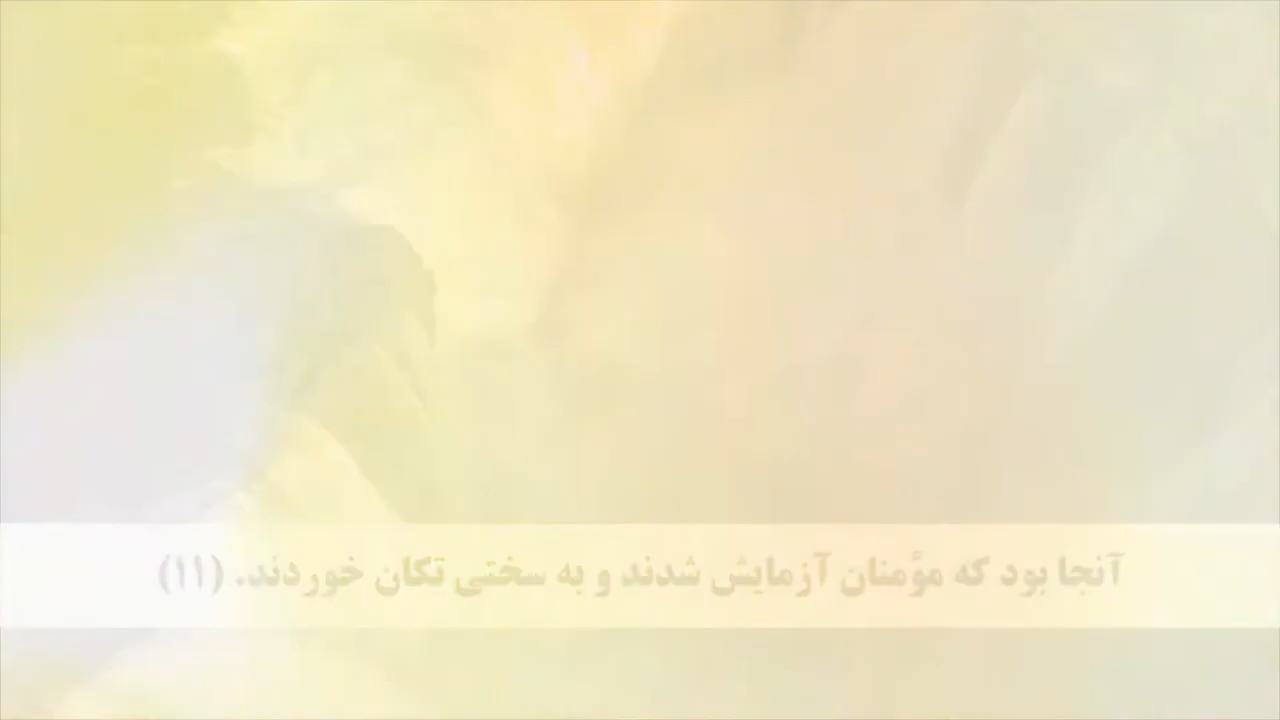 آنجا بود که مؤمنان آزمایش شدند و به سختی تکان خوردند. (۱۱)